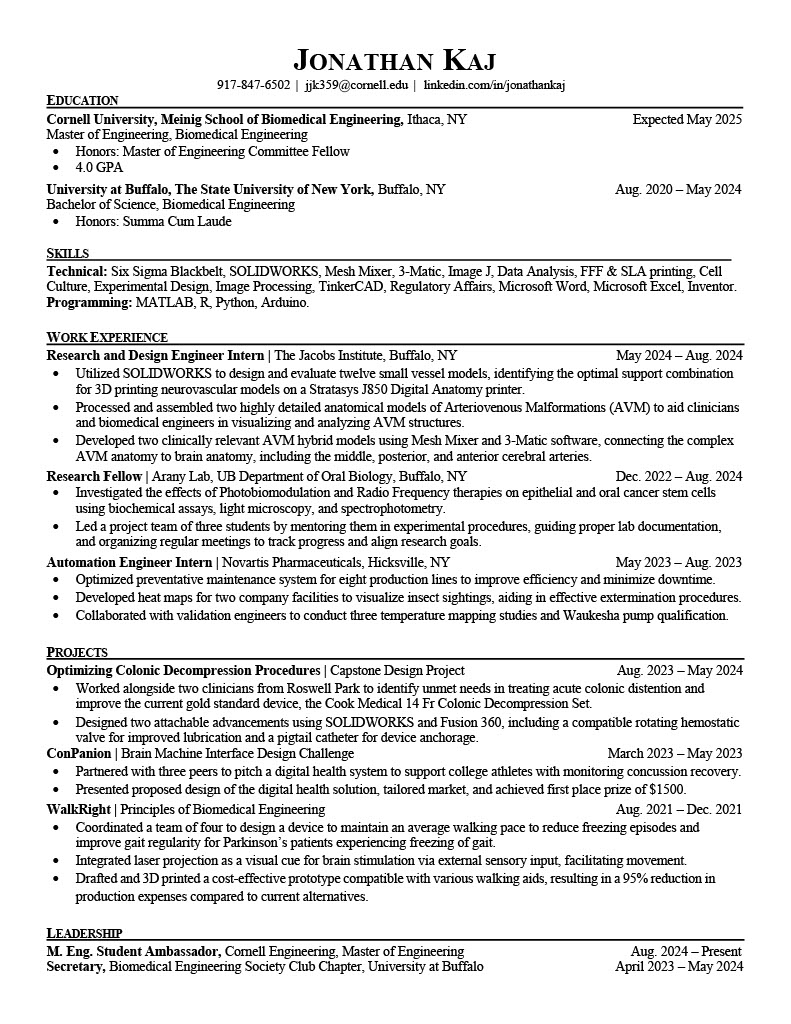 JONATHAN KAJ
917-847-6502 | jjk359@cornell.edu | linkedin.com/in/jonathankaj
EDUCATION
Cornell University, Meinig School of Biomedical Engineering, Ithaca, NY Expected May 2025
Master of Engineering, Biomedical Engineering
• Honors: Master of Engineering Committee Fellow
• 4.0 GPA
University at Buffalo, The State University of New York, Buffalo, NY Aug. 2020 – May 2024
Bachelor of Science, Biomedical Engineering
• Honors: Summa Cum Laude
SKILLS
Technical: Six Sigma Blackbelt, SOLIDWORKS, Mesh Mixer, 3-Matic, Image J, Data Analysis, FFF & SLA printing, Cell
Culture, Experimental Design, Image Processing, TinkerCAD, Regulatory Affairs, Microsoft Word, Microsoft Excel, Inventor.
Programming: MATLAB, R, Python, Arduino.
WORK EXPERIENCE
Research and Design Engineer Intern | The Jacobs Institute, Buffalo, NY May 2024 – Aug. 2024
• Utilized SOLIDWORKS to design and evaluate twelve small vessel models, identifying the optimal support combination
for 3D printing neurovascular models on a Stratasys J850 Digital Anatomy printer.
• Processed and assembled two highly detailed anatomical models of Arteriovenous Malformations (AVM) to aid clinicians
and biomedical engineers in visualizing and analyzing AVM structures.
• Developed two clinically relevant AVM hybrid models using Mesh Mixer and 3-Matic software, connecting the complex
AVM anatomy to brain anatomy, including the middle, posterior, and anterior cerebral arteries.
Research Fellow | Arany Lab, UB Department of Oral Biology, Buffalo, NY Dec. 2022 – Aug. 2024
• Investigated the effects of Photobiomodulation and Radio Frequency therapies on epithelial and oral cancer stem cells
using biochemical assays, light microscopy, and spectrophotometry.
• Led a project team of three students by mentoring them in experimental procedures, guiding proper lab documentation,
and organizing regular meetings to track progress and align research goals.
Automation Engineer Intern | Novartis Pharmaceuticals, Hicksville, NY May 2023 – Aug. 2023
• Optimized preventative maintenance system for eight production lines to improve efficiency and minimize downtime.
• Developed heat maps for two company facilities to visualize insect sightings, aiding in effective extermination procedures.
• Collaborated with validation engineers to conduct three temperature mapping studies and Waukesha pump qualification.
PROJECTS
Optimizing Colonic Decompression Procedures | Capstone Design Project Aug. 2023 – May 2024
• Worked alongside two clinicians from Roswell Park to identify unmet needs in treating acute colonic distention and
improve the current gold standard device, the Cook Medical 14 Fr Colonic Decompression Set.
• Designed two attachable advancements using SOLIDWORKS and Fusion 360, including a compatible rotating hemostatic
valve for improved lubrication and a pigtail catheter for device anchorage.
ConPanion | Brain Machine Interface Design Challenge March 2023 – May 2023
• Partnered with three peers to pitch a digital health system to support college athletes with monitoring concussion recovery.
• Presented proposed design of the digital health solution, tailored market, and achieved first place prize of $1500.
WalkRight | Principles of Biomedical Engineering Aug. 2021 – Dec. 2021
• Coordinated a team of four to design a device to maintain an average walking pace to reduce freezing episodes and
improve gait regularity for Parkinson's patients experiencing freezing of gait.
• Integrated laser projection as a visual cue for brain stimulation via external sensory input, facilitating movement.
• Drafted and 3D printed a cost-effective prototype compatible with various walking aids, resulting in a 95% reduction in
production expenses compared to current alternatives.
LEADERSHIP
M. Eng. Student Ambassador, Cornell Engineering, Master of Engineering Aug. 2024 – Present
Secretary, Biomedical Engineering Society Club Chapter, University at Buffalo April 2023 – May 2024